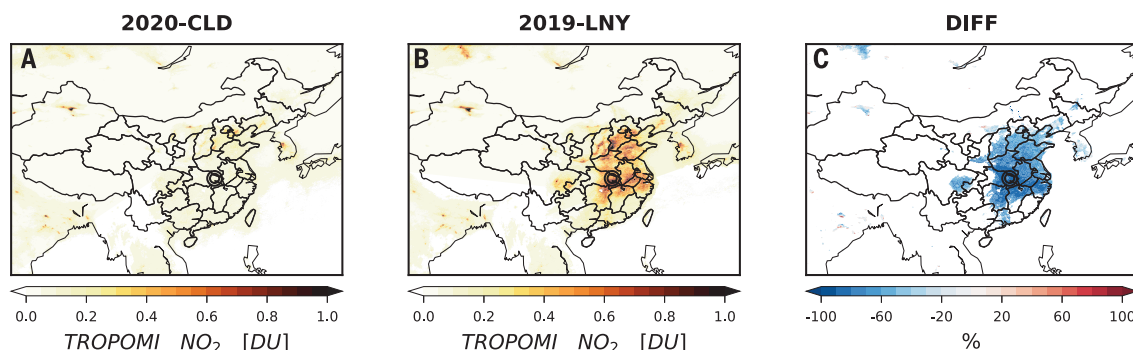 2020-CLD 2019-LNY DIFF
A B C
0.0 0.2 0.4 0.6 0.8 1.0 0.0 0.2 0.4 0.6 0.8 1.0 -100 -60 -20 20 60 100
TROPOMI NO₂ [DU] TROPOMI NO₂ [DU] %